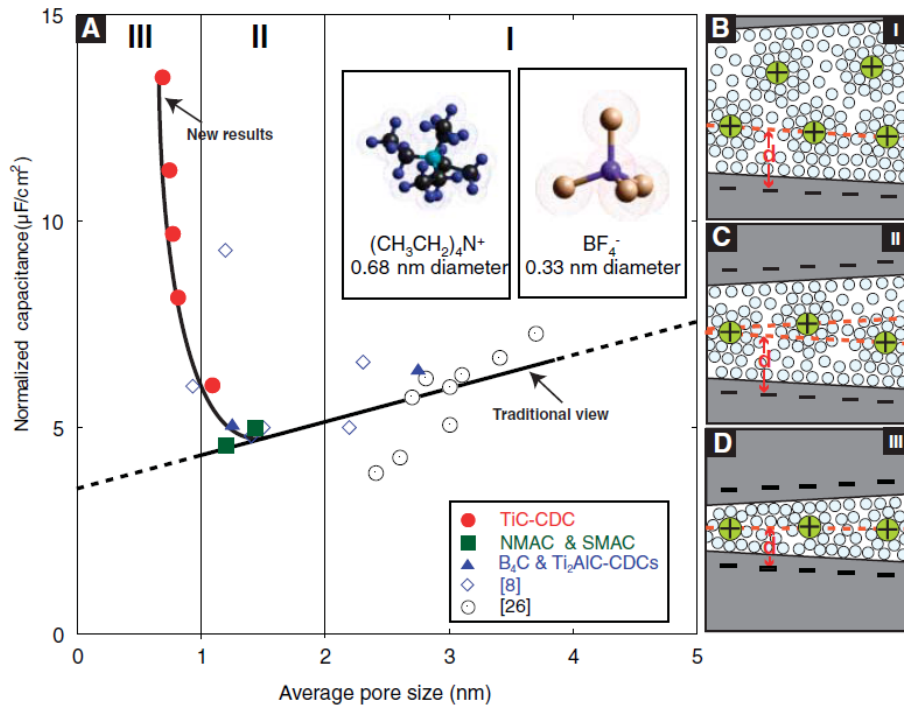 A
III
II
I
15
10
5
0
Normalized capacitance (μF/cm²)
New results
(CH₃CH₂)₄N⁺
0.68 nm diameter
BF₄⁻
0.33 nm diameter
Traditional view
TiC-CDC
NMAC & SMAC
B₄C & Ti₂AlC-CDCs
[8]
[26]
0
1
2
3
4
5
Average pore size (nm)
B
I
d
C
II
d
D
III
d